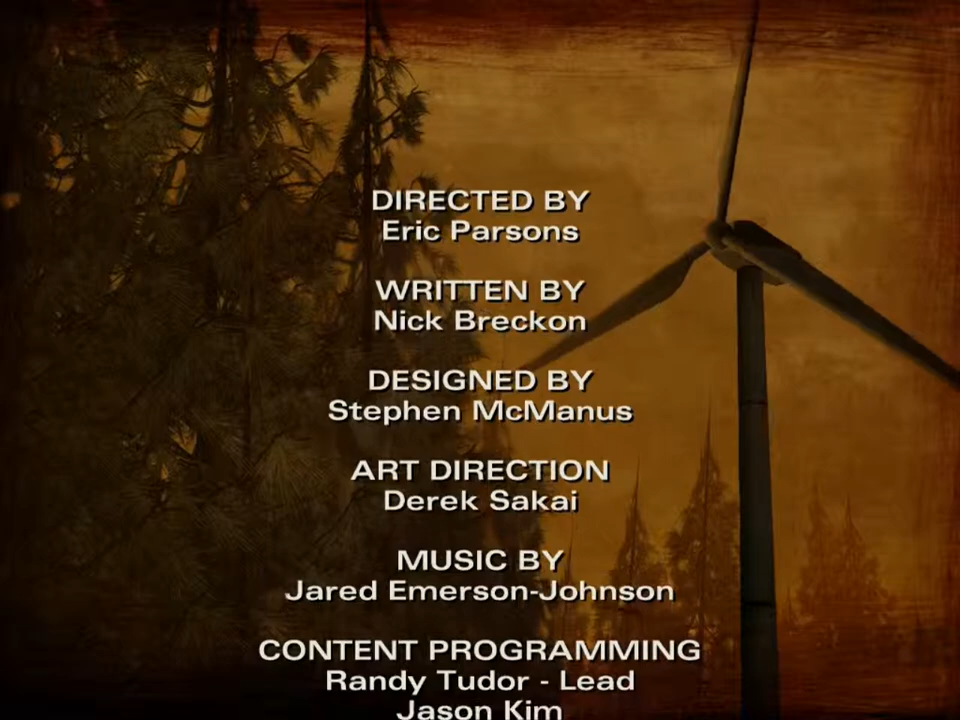 DIRECTED BY
Eric Parsons
WRITTEN BY
Nick Breckon
DESIGNED BY
Stephen McManus
ART DIRECTION
Derek Sakai
MUSIC BY
Jared Emerson-Johnson
CONTENT PROGRAMMING
Randy Tudor - Lead
Jason Kim